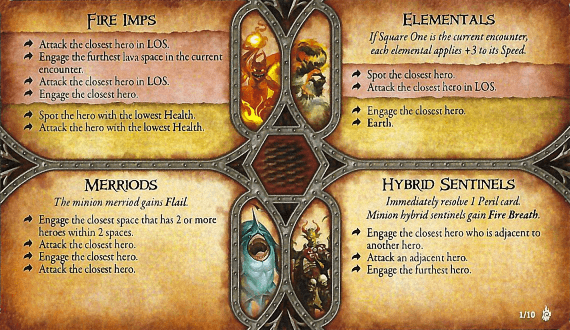 FIRE IMPS
Attack the closest hero in LOS.
Engage the furthest lava space in the current
encounter.
Attack the closest hero in LOS.
Engage the closest hero.
Spot the hero with the lowest Health.
Attack the hero with the lowest Health.
ELEMENTALS
If Square One is the current encounter,
each elemental applies +3 to its Speed.
Spot the closest hero.
Attack the closest hero in LOS.
Engage the closest hero.
Earth.
MERRIODS
The minion merriod gains Flail.
Engage the closest space that has 2 or more
heroes within 2 spaces.
Attack the closest hero.
Engage the closest hero.
Attack the closest hero.
HYBRID SENTINELS
Immediately resolve 1 Peril card.
Minion hybrid sentinels gain Fire Breath.
Engage the closest hero who is adjacent to
another hero.
Attack an adjacent hero.
Engage the furthest hero.
1/10